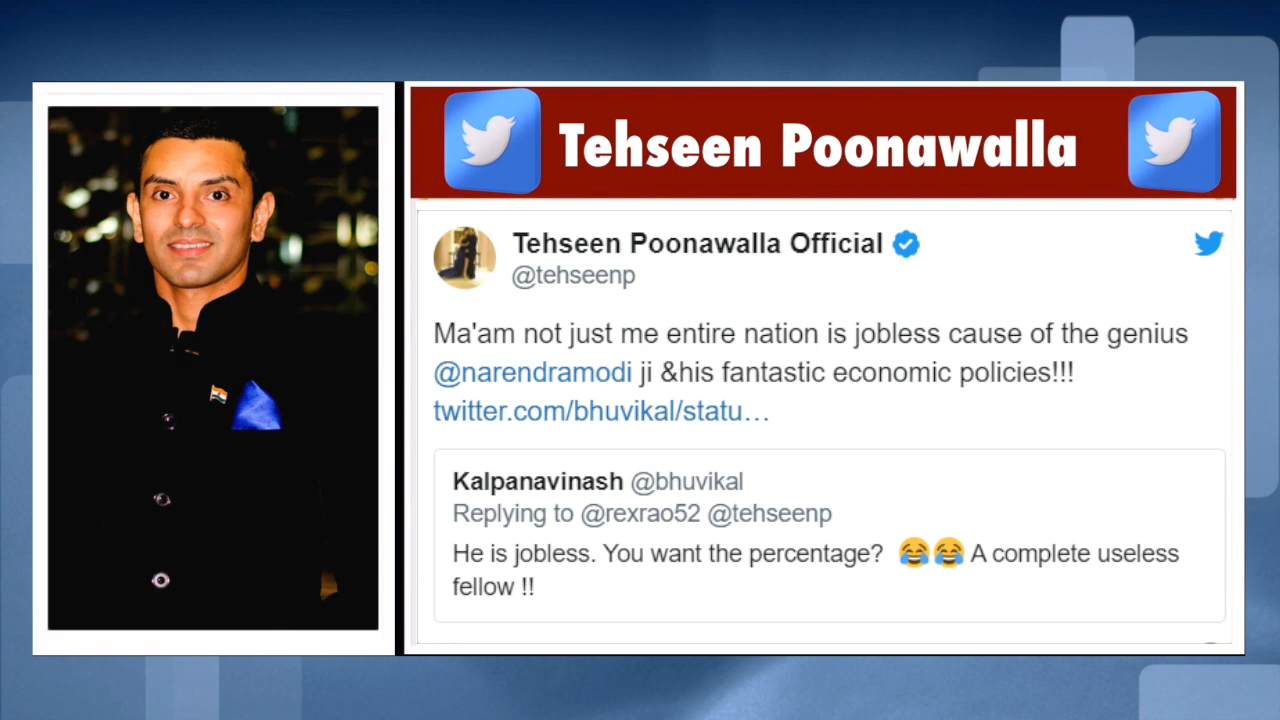 Tehseen Poonawalla
Tehseen Poonawalla Official
@tehseenp
Ma'am not just me entire nation is jobless cause of the genius
@narendramodi ji &his fantastic economic policies!!!
twitter.com/bhuvikal/statu…
Kalpanavinash @bhuvikal
Replying to @rexrao52 @tehseenp
He is jobless. You want the percentage? 😂😂 A complete useless
fellow !!